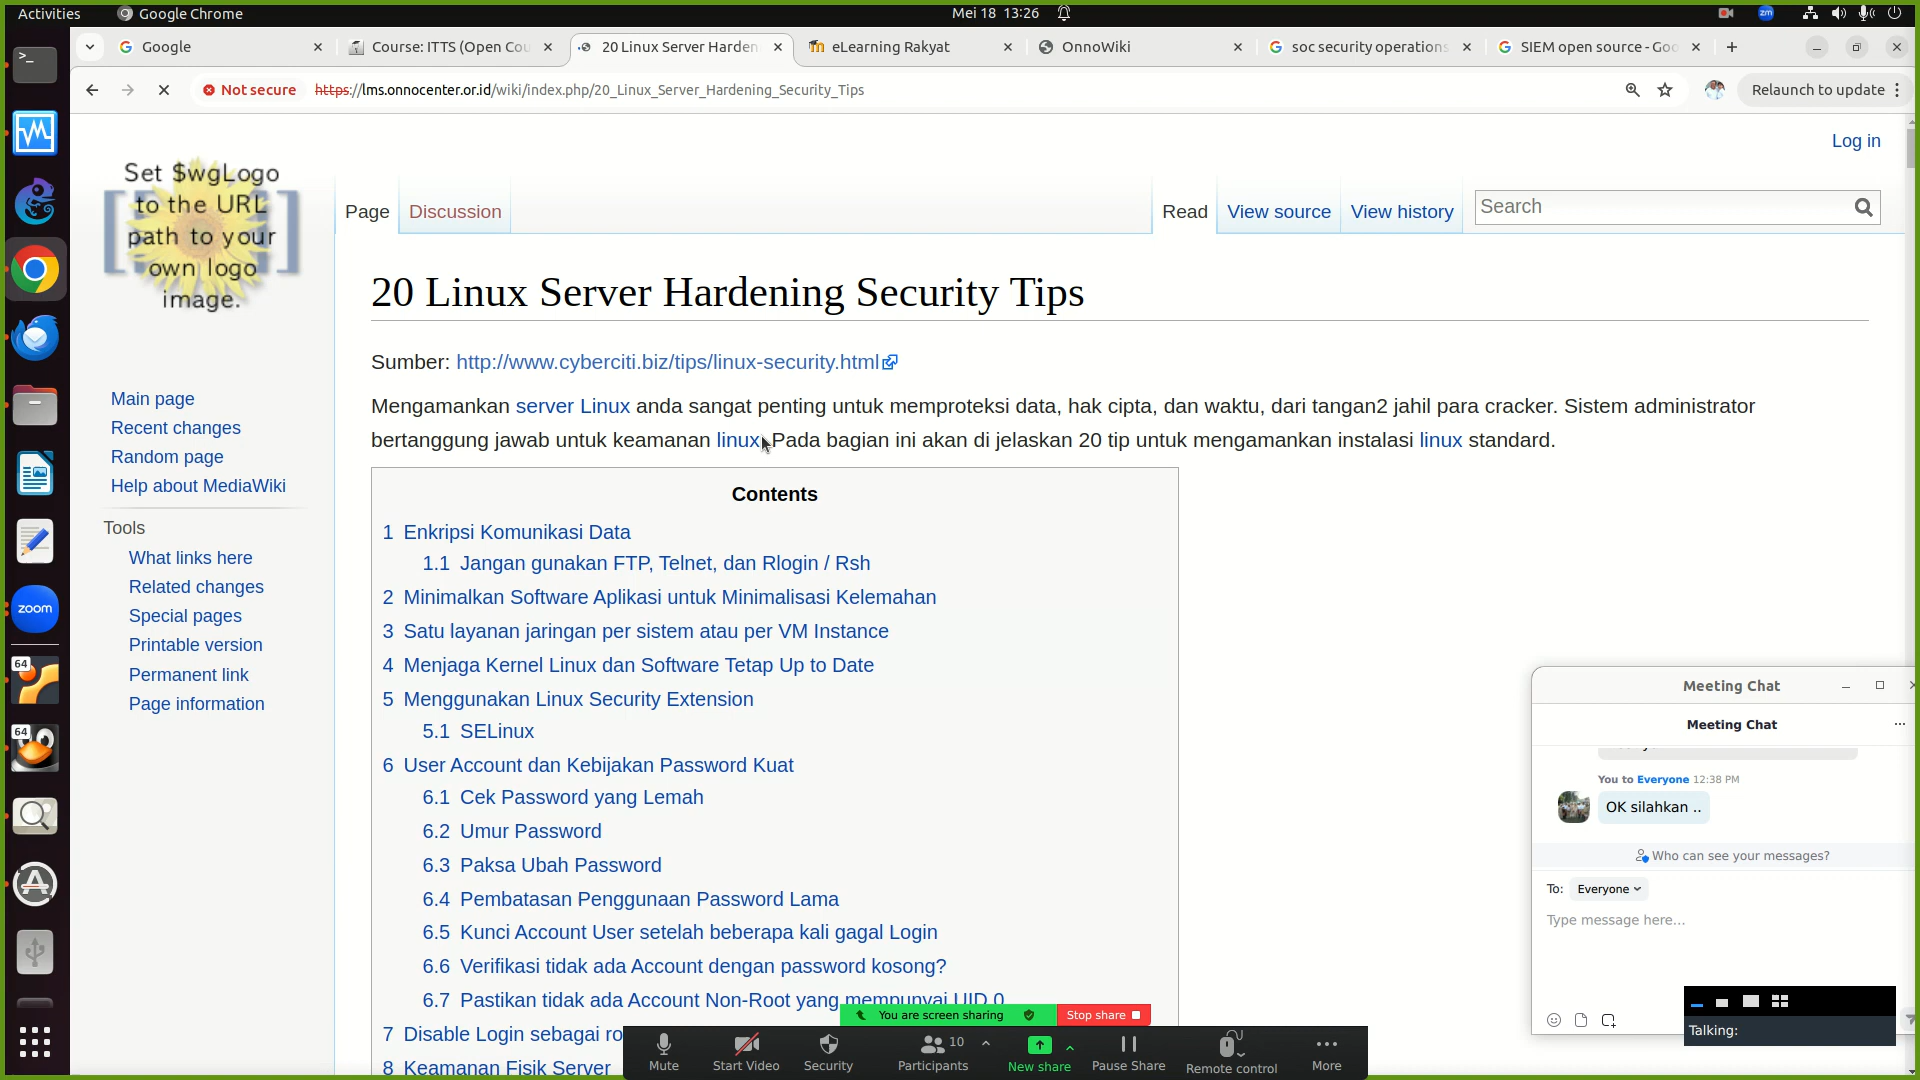 Activities
Google Chrome
Mei 18 13:26
zm
Google
Course: ITTS (Open Cou
20 Linux Server Harden
eLearning Rakyat
OnnoWiki
soc security operations
SIEM open source - Goo
Not secure
https://lms.onnocenter.or.id/wiki/index.php/20_Linux_Server_Hardening_Security_Tips
Relaunch to update
Log in
Set $wgLogo
to the URL
path to your
own logo
image.
Page
Discussion
Read
View source
View history
Search
20 Linux Server Hardening Security Tips
Sumber: http://www.cyberciti.biz/tips/linux-security.html
Mengamankan server Linux anda sangat penting untuk memproteksi data, hak cipta, dan waktu, dari tangan2 jahil para cracker. Sistem administrator
bertanggung jawab untuk keamanan linux. Pada bagian ini akan di jelaskan 20 tip untuk mengamankan instalasi linux standard.
Main page
Recent changes
Random page
Help about MediaWiki
Tools
What links here
Related changes
Special pages
Printable version
Permanent link
Page information
Contents
1 Enkripsi Komunikasi Data
1.1 Jangan gunakan FTP, Telnet, dan Rlogin / Rsh
2 Minimalkan Software Aplikasi untuk Minimalisasi Kelemahan
3 Satu layanan jaringan per sistem atau per VM Instance
4 Menjaga Kernel Linux dan Software Tetap Up to Date
5 Menggunakan Linux Security Extension
5.1 SELinux
6 User Account dan Kebijakan Password Kuat
6.1 Cek Password yang Lemah
6.2 Umur Password
6.3 Paksa Ubah Password
6.4 Pembatasan Penggunaan Password Lama
6.5 Kunci Account User setelah beberapa kali gagal Login
6.6 Verifikasi tidak ada Account dengan password kosong?
6.7 Pastikan tidak ada Account Non-Root yang mempunyai UID 0
7 Disable Login sebagai ro
8 Keamanan Fisik Server
zoom
64
64
Meeting Chat
Meeting Chat
You to Everyone 12:38 PM
OK silahkan ..
Who can see your messages?
To: Everyone
Type message here...
Talking:
You are screen sharing
Stop share
Mute
Start Video
Security
Participants
10
New share
Pause Share
Remote control
More